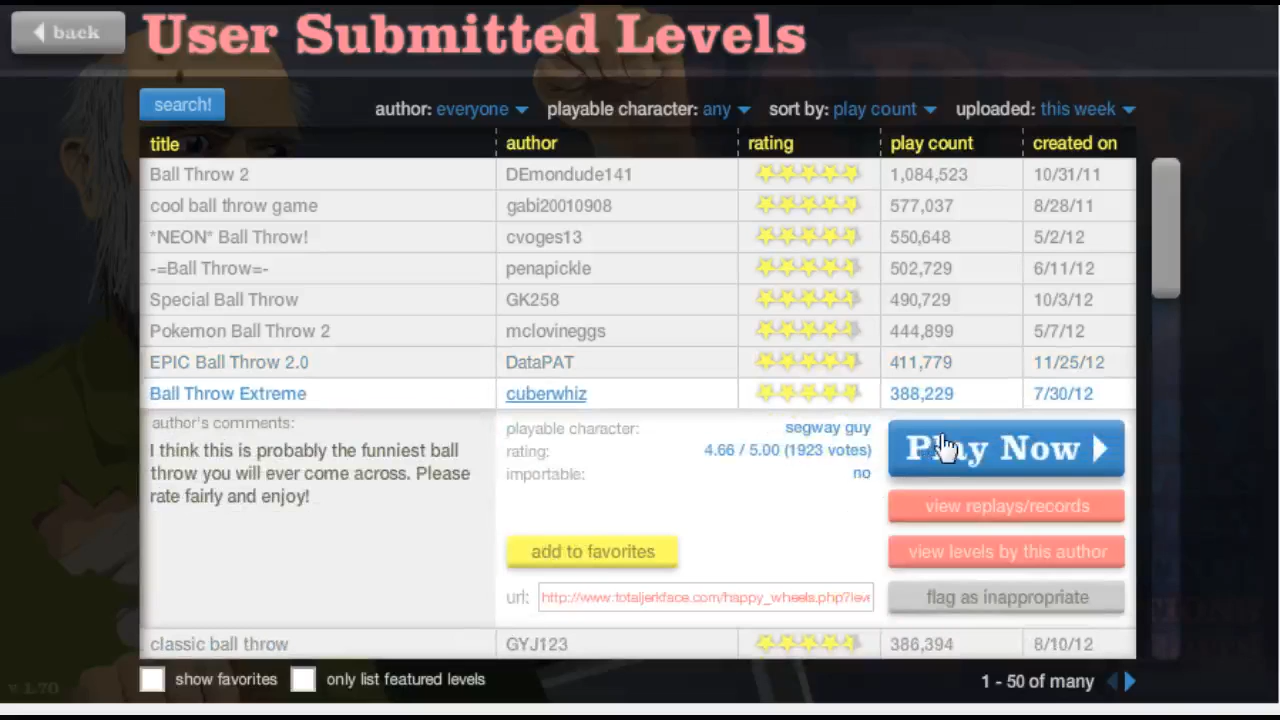 back
User Submitted Levels
search! author: everyone playable character: any sort by: play count uploaded: this week
title author rating play count created on
Ball Throw 2 DEmondude141 1,084,523 10/31/11
cool ball throw game gabi20010908 577,037 8/28/11
*NEON* Ball Throw! cvoges13 550,648 5/2/12
-=Ball Throw=- penapickle 502,729 6/11/12
Special Ball Throw GK258 490,729 10/3/12
Pokemon Ball Throw 2 mclovineggs 444,899 5/7/12
EPIC Ball Throw 2.0 DataPAT 411,779 11/25/12
Ball Throw Extreme cuberwhiz 388,229 7/30/12
author's comments:
I think this is probably the funniest ball
throw you will ever come across. Please
rate fairly and enjoy!
playable character: segway guy
rating: 4.66 / 5.00 (1923 votes)
importable: no
add to favorites
url: http://www.totaljerkface.com/happy_wheels.php?leve
Play Now
view replays/records
view levels by this author
flag as inappropriate
classic ball throw GYJ123 386,394 8/10/12
show favorites only list featured levels 1 - 50 of many
v 1.70